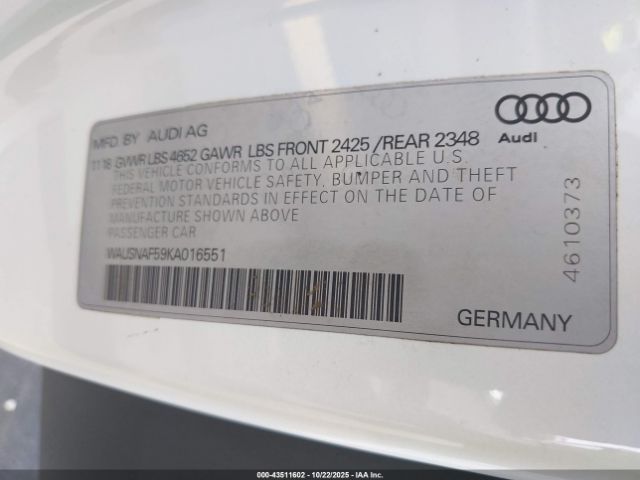 MFD BY AUDI AG
11 18 GVWR LBS 4652 GAWR LBS FRONT 2425 /REAR 2348
THIS VEHICLE CONFORMS TO ALL APPLICABLE U.S.
FEDERAL MOTOR VEHICLE SAFETY, BUMPER AND THEFT
PREVENTION STANDARDS IN EFFECT ON THE DATE OF
MANUFACTURE SHOWN ABOVE
PASSENGER CAR
WAUSNAF59KA016551
Audi
4610373
GERMANY
000-43511602 • 10/22/2025 • IAA Inc.